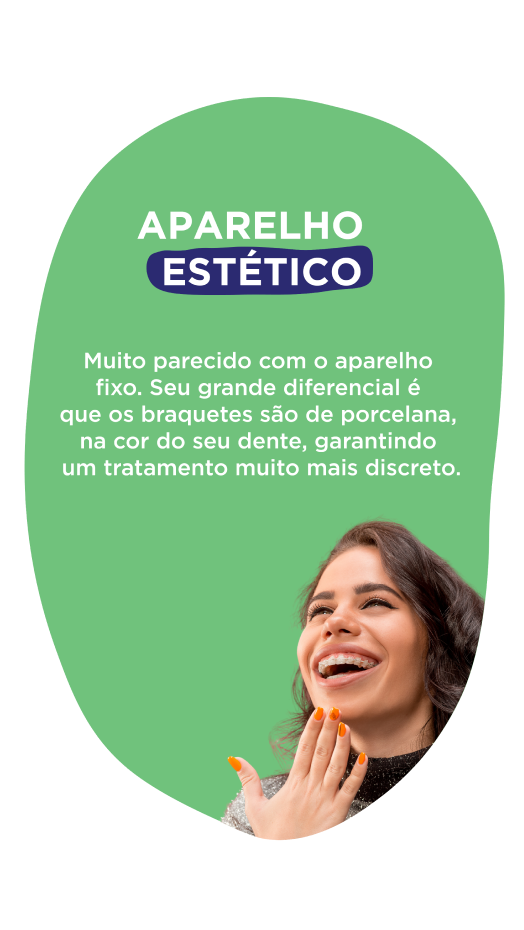 APARELHO
ESTÉTICO
Muito parecido com o aparelho
fixo. Seu grande diferencial é
que os braquetes são de porcelana,
na cor do seu dente, garantindo
um tratamento muito mais discreto.